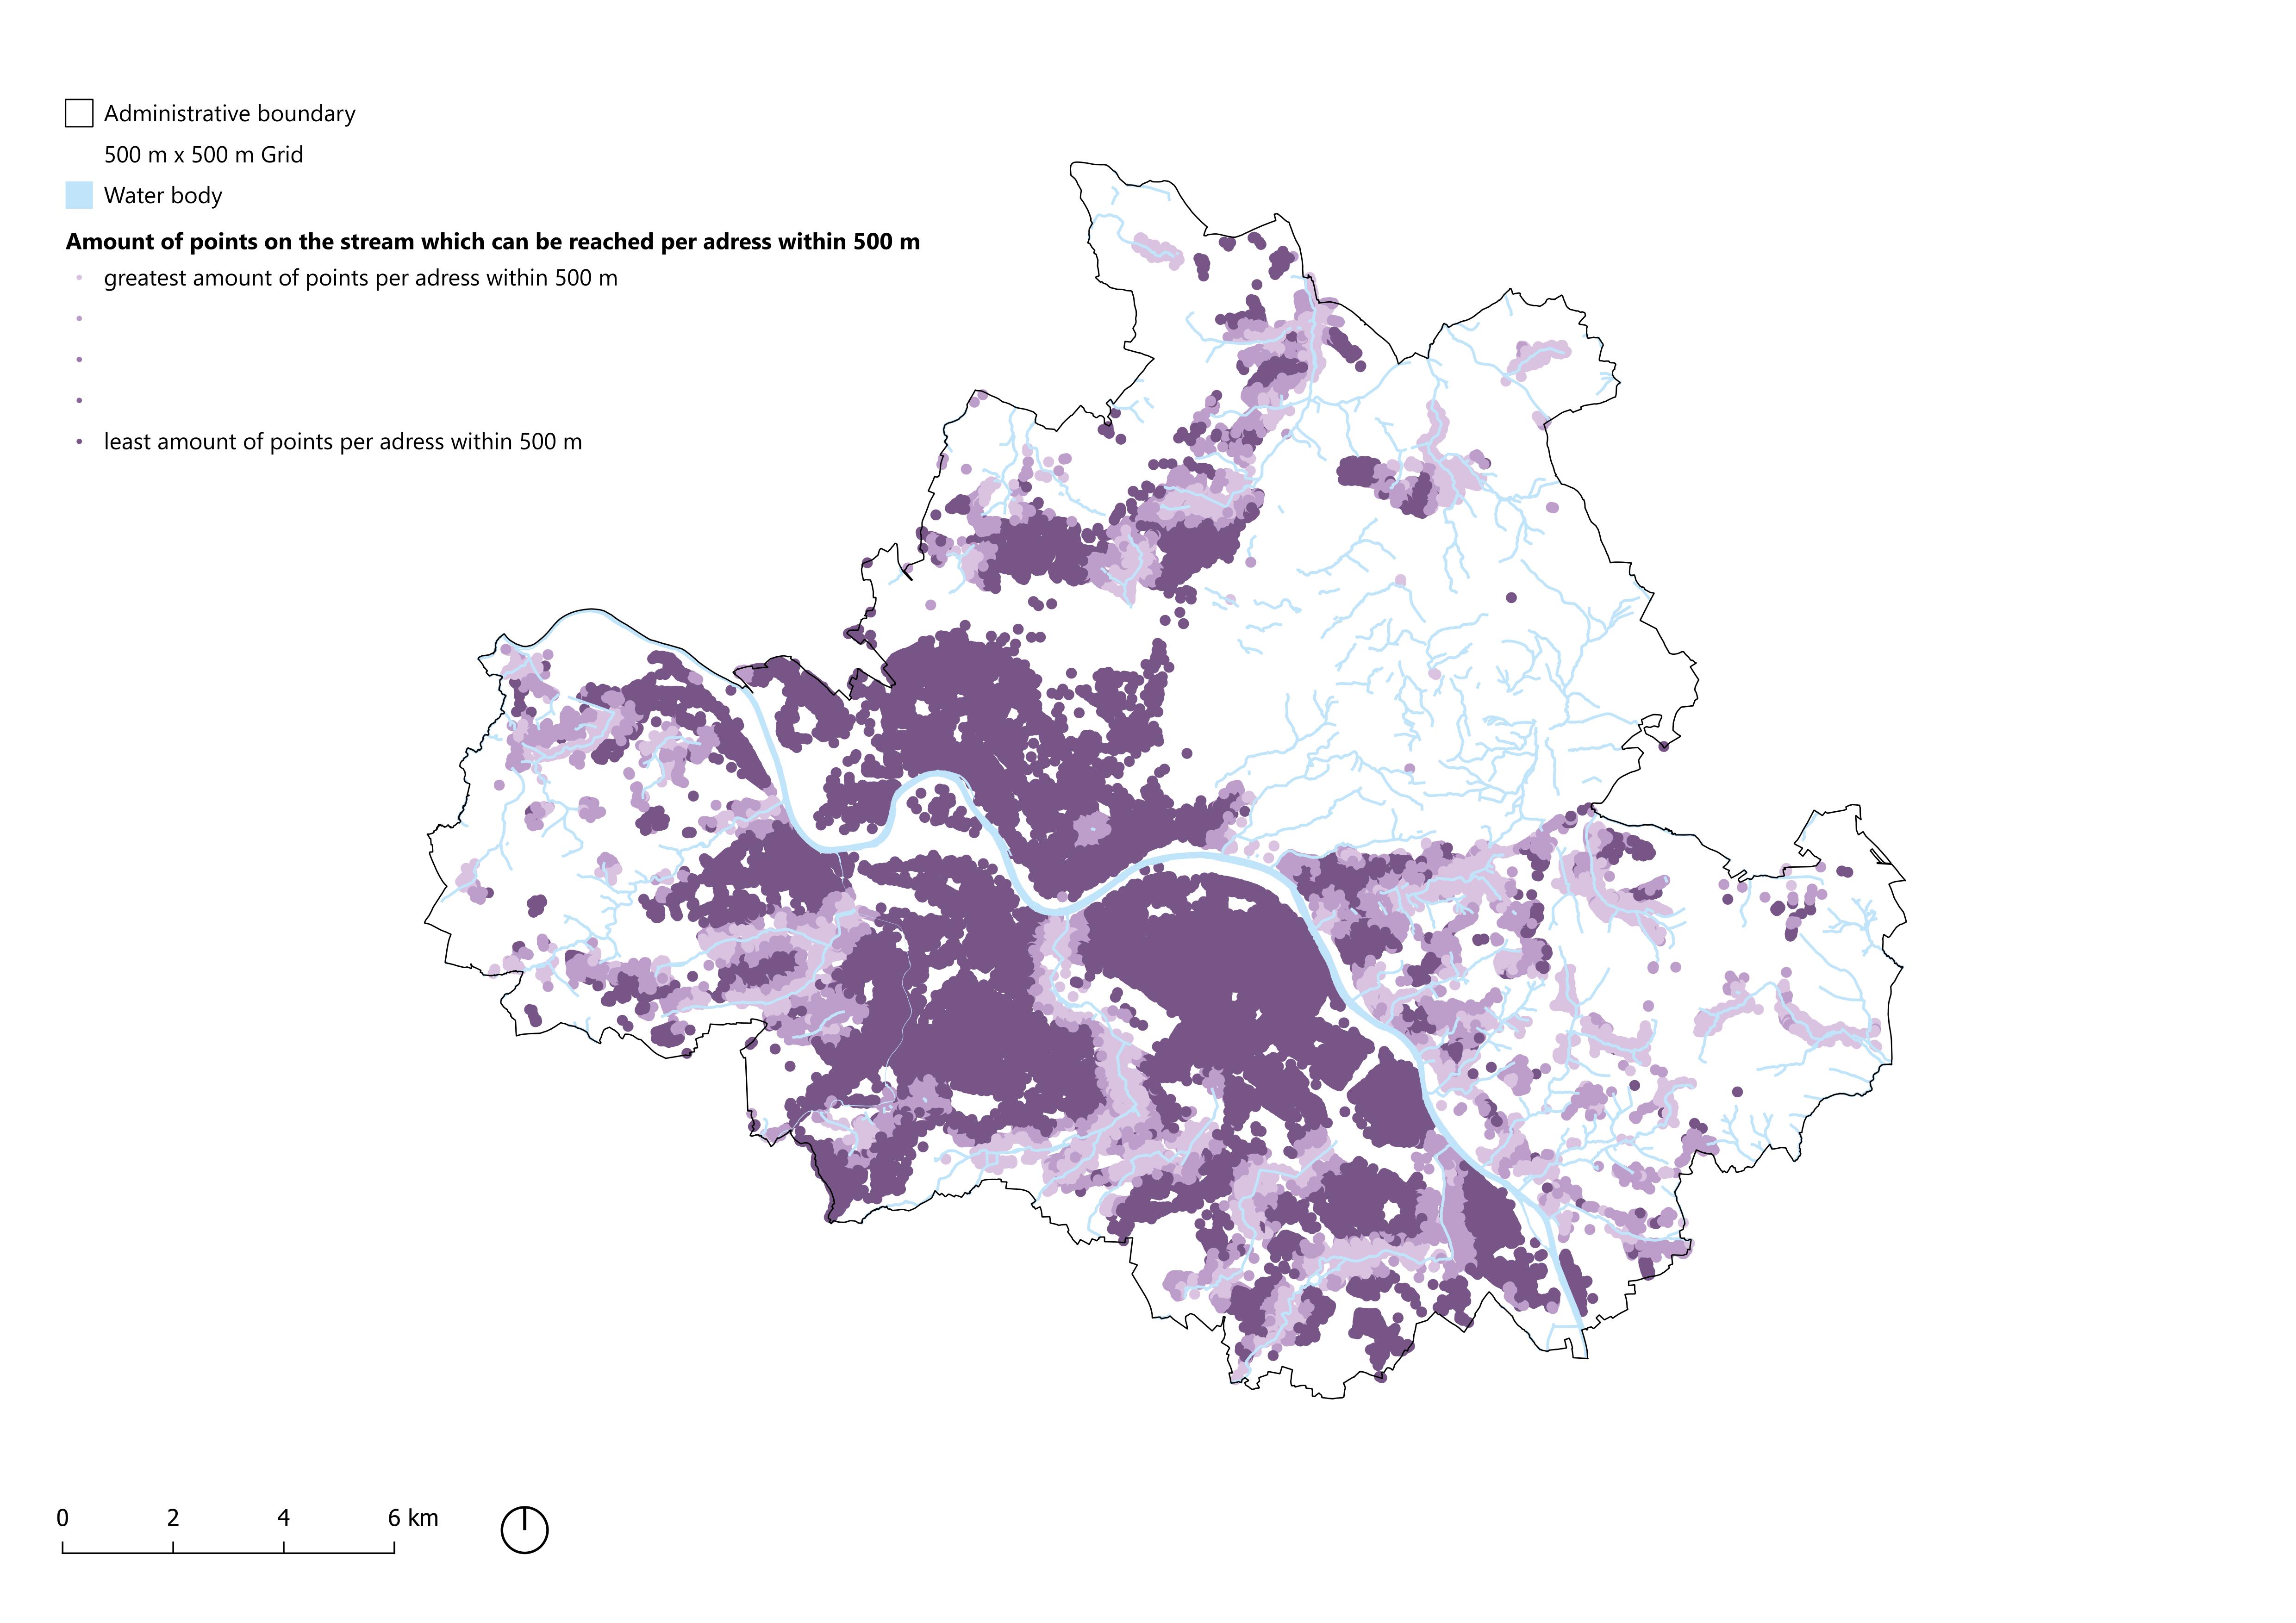 Administrative boundary
500 m x 500 m Grid
Water body
Amount of points on the stream which can be reached per adress within 500 m
greatest amount of points per adress within 500 m
least amount of points per adress within 500 m
0 2 4 6 km